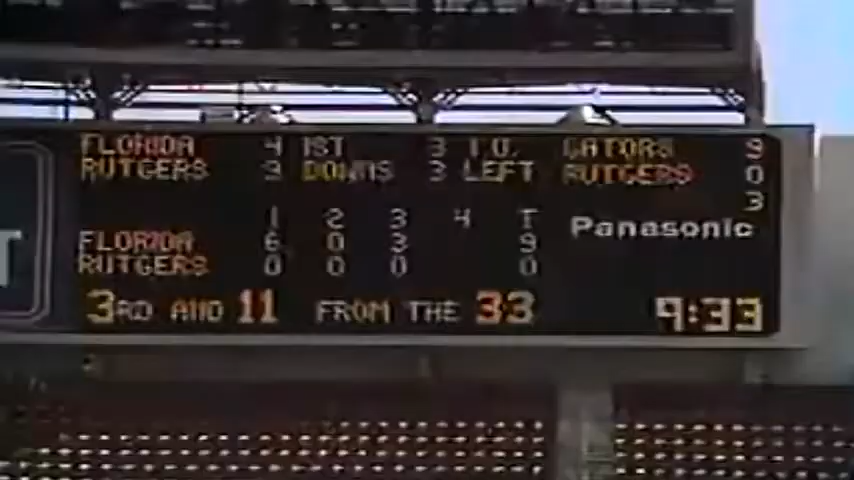 FLORIDA 4 1ST 3 T.O. GATORS 9
RUTGERS 9 DOWNS 3 LEFT RUTGERS 0
3
1 2 3 4 T
FLORIDA 6 0 3 9
RUTGERS 0 0 0 0
Panasonic
3RD AND 11 FROM THE 33 9:33
T